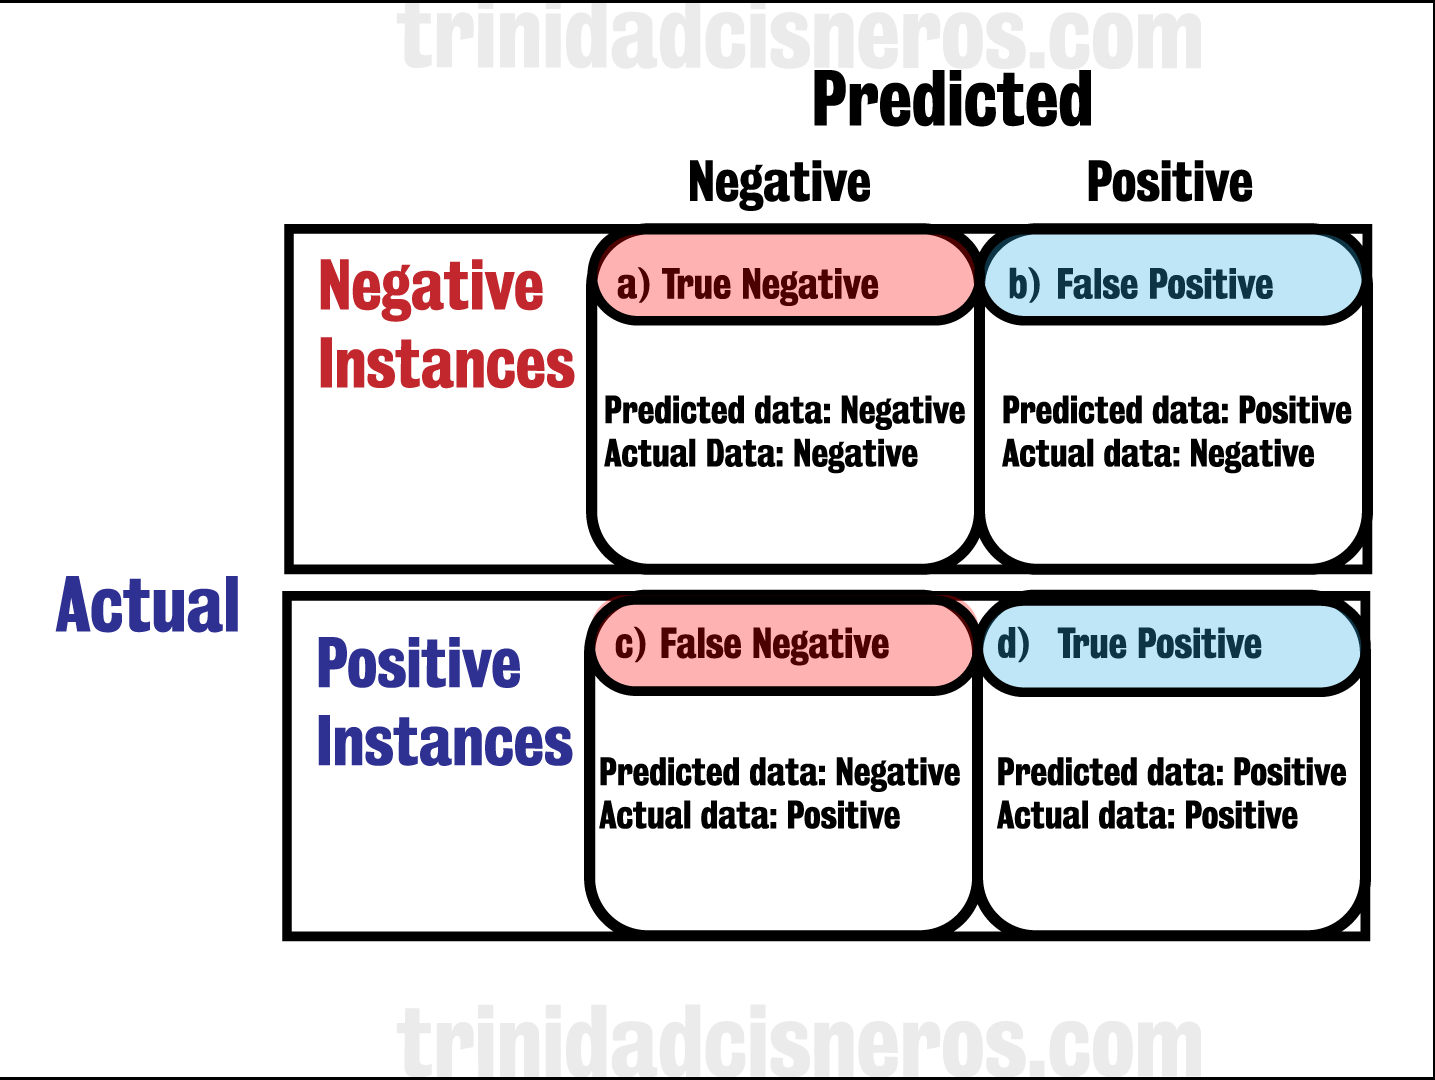 trinidadcisneros.com
Predicted
Negative Positive
Negative
Instances
a) True Negative
b) False Positive
Predicted data: Negative
Actual Data: Negative
Predicted data: Positive
Actual data: Negative
Actual
Positive
Instances
c) False Negative
d) True Positive
Predicted data: Negative
Actual data: Positive
Predicted data: Positive
Actual data: Positive
trinidadcisneros.com